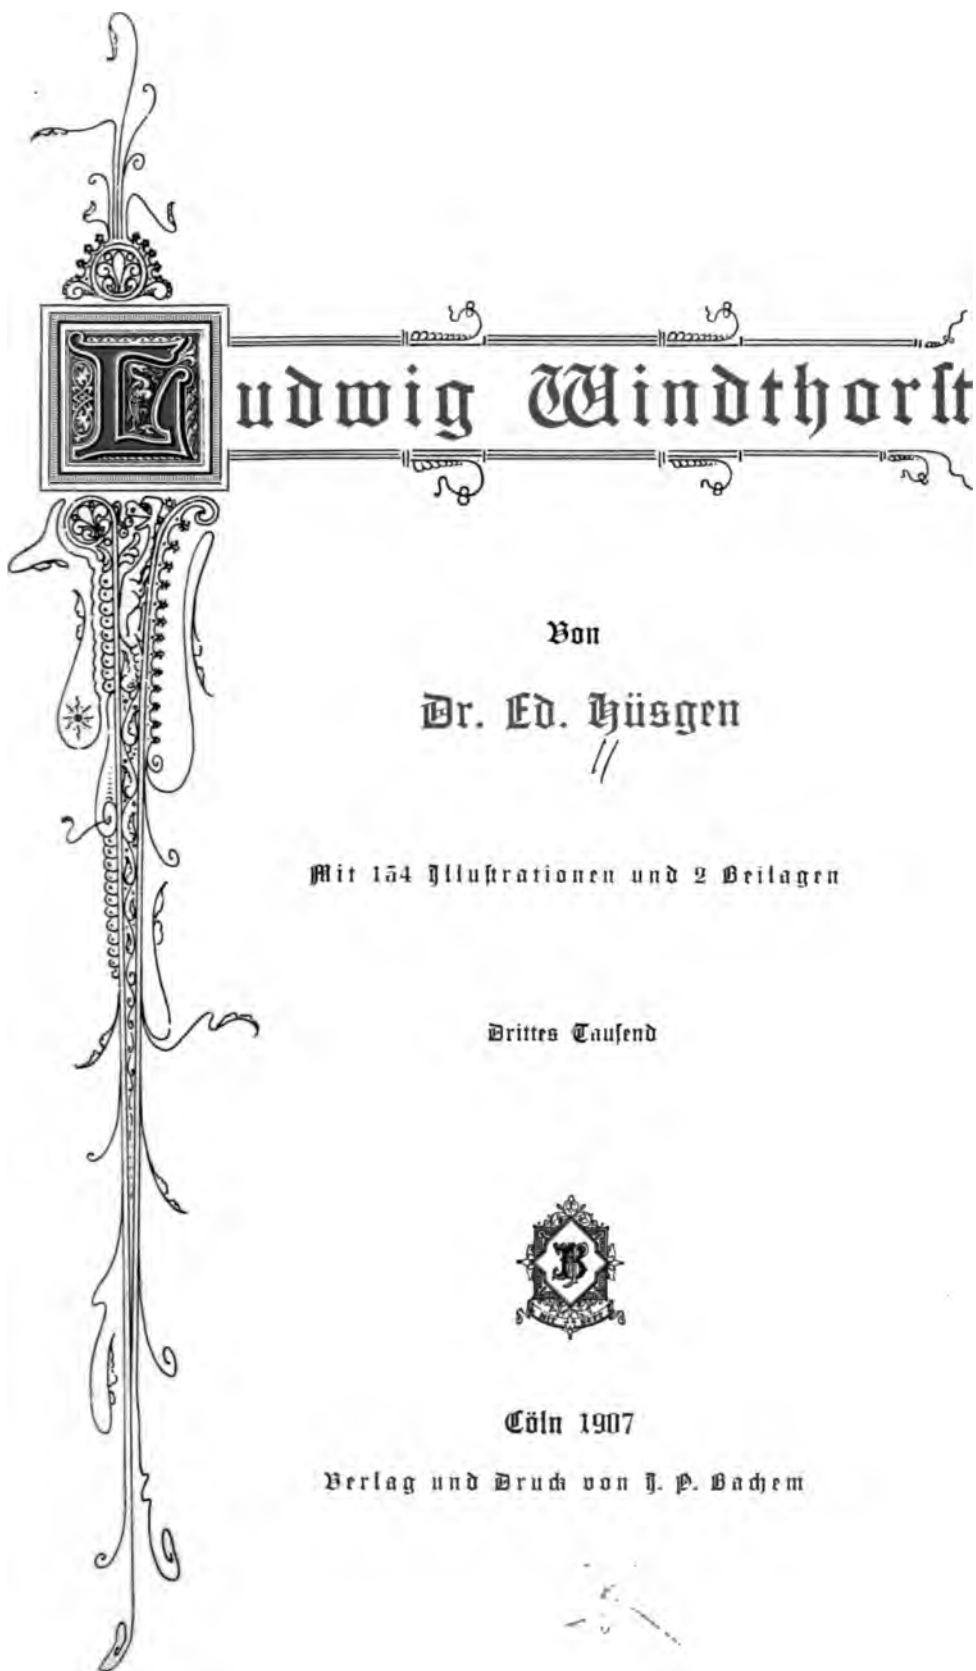 Ludwig Windthorst
Von
Dr. Ed. Hüsgen
Mit 154 Illustrationen und 2 Beilagen
Drittes Tausend
B
Cöln 1907
Verlag und Druck von J. P. Bachem